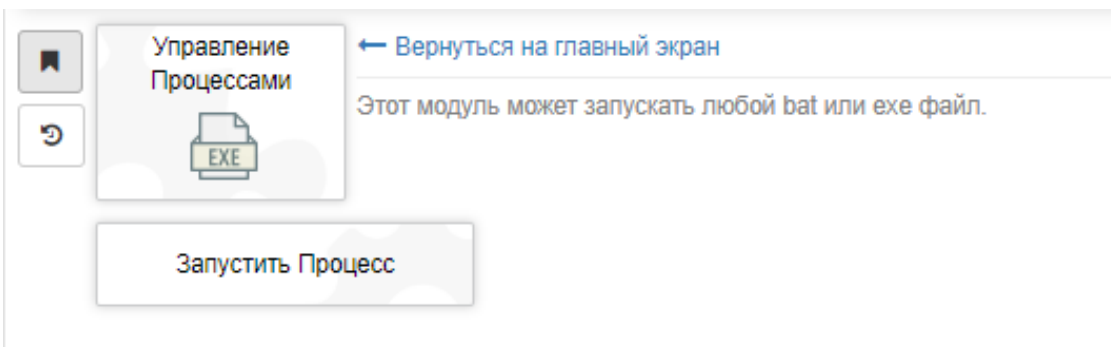 Управление
Процессами
EXE
← Вернуться на главный экран
Этот модуль может запускать любой bat или exe файл.
Запустить Процесс